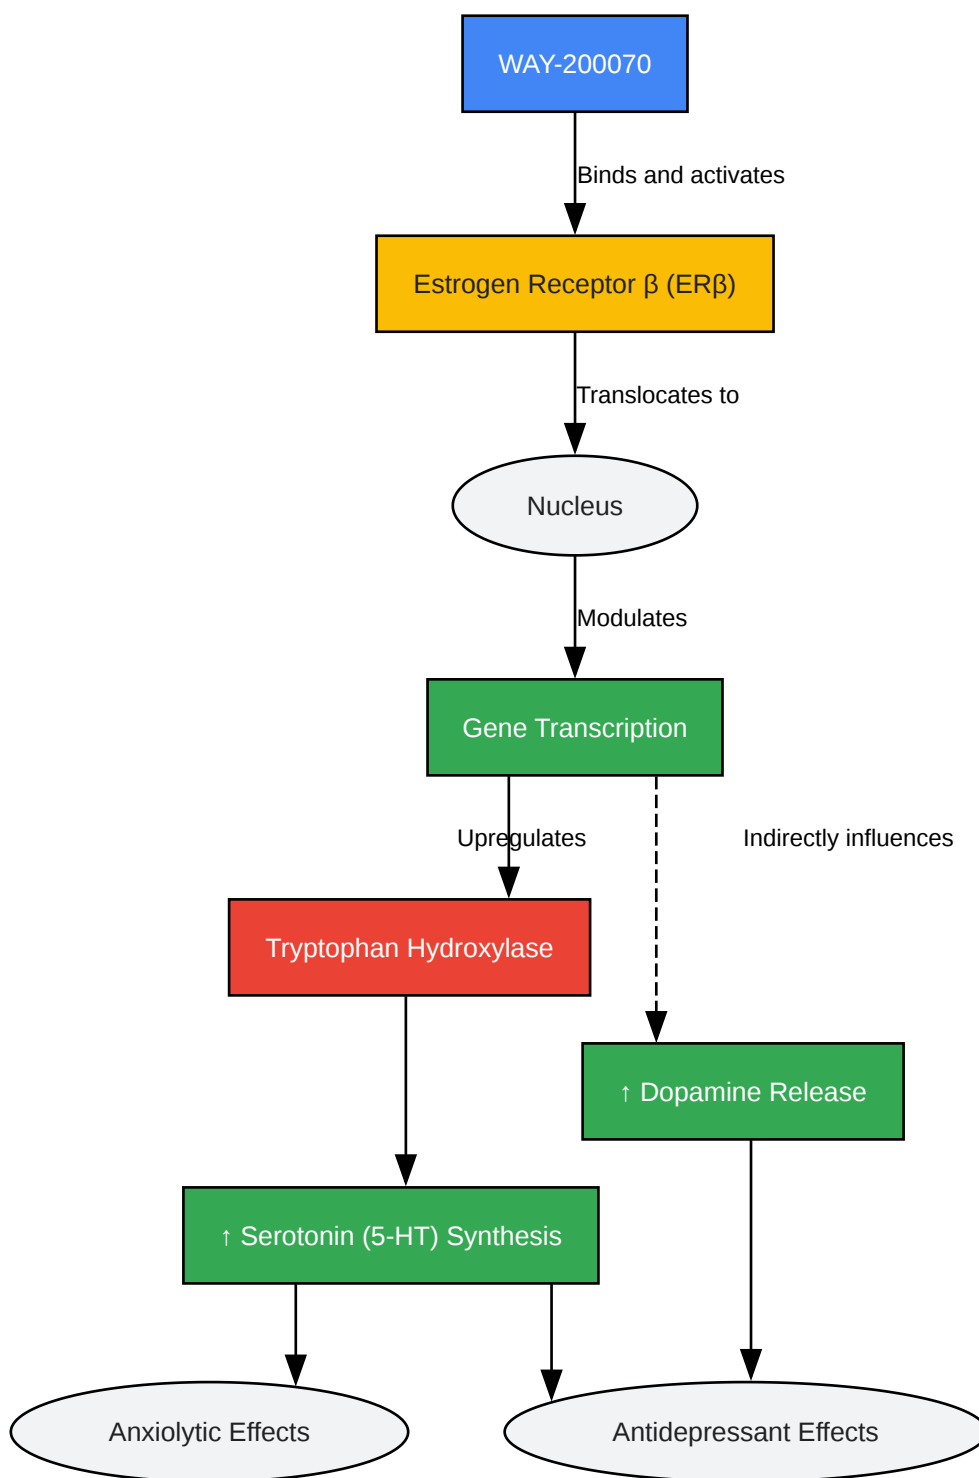 WAY-200070
Binds and activates
Estrogen Receptor β (ERβ)
Translocates to
Nucleus
Modulates
Gene Transcription
Upregulates
Indirectly influences
Tryptophan Hydroxylase
↑ Dopamine Release
↑ Serotonin (5-HT) Synthesis
Anxiolytic Effects
Antidepressant Effects